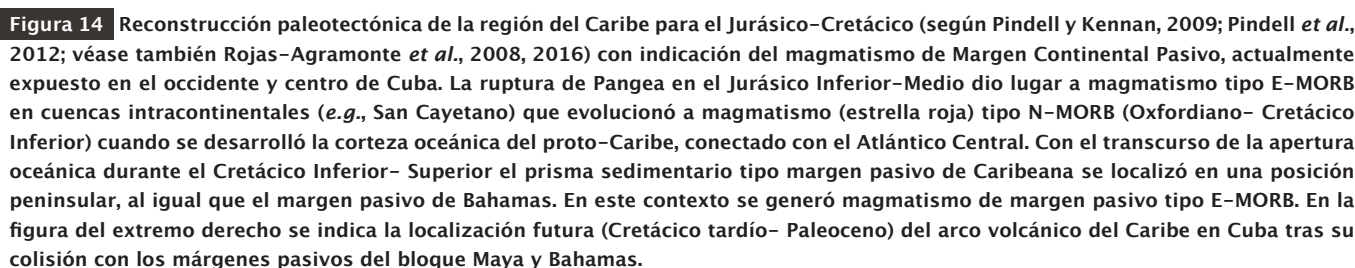 Figura 14 Reconstrucción paleotectónica de la región del Caribe para el Jurásico-Cretácico (según Pindell y Kennan, 2009; Pindell et al.,
2012; véase también Rojas-Agramonte et al., 2008, 2016) con indicación del magmatismo de Margen Continental Pasivo, actualmente
expuesto en el occidente y centro de Cuba. La ruptura de Pangea en el Jurásico Inferior-Medio dio lugar a magmatismo tipo E-MORB
en cuencas intracontinentales (e.g., San Cayetano) que evolucionó a magmatismo (estrella roja) tipo N-MORB (Oxfordiano- Cretácico
Inferior) cuando se desarrolló la corteza oceánica del proto-Caribe, conectado con el Atlántico Central. Con el transcurso de la apertura
oceánica durante el Cretácico Inferior- Superior el prisma sedimentario tipo margen pasivo de Caribeana se localizó en una posición
peninsular, al igual que el margen pasivo de Bahamas. En este contexto se generó magmatismo de margen pasivo tipo E-MORB. En la
figura del extremo derecho se indica la localización futura (Cretácico tardío- Paleoceno) del arco volcánico del Caribe en Cuba tras su
colisión con los márgenes pasivos del bloque Maya y Bahamas.